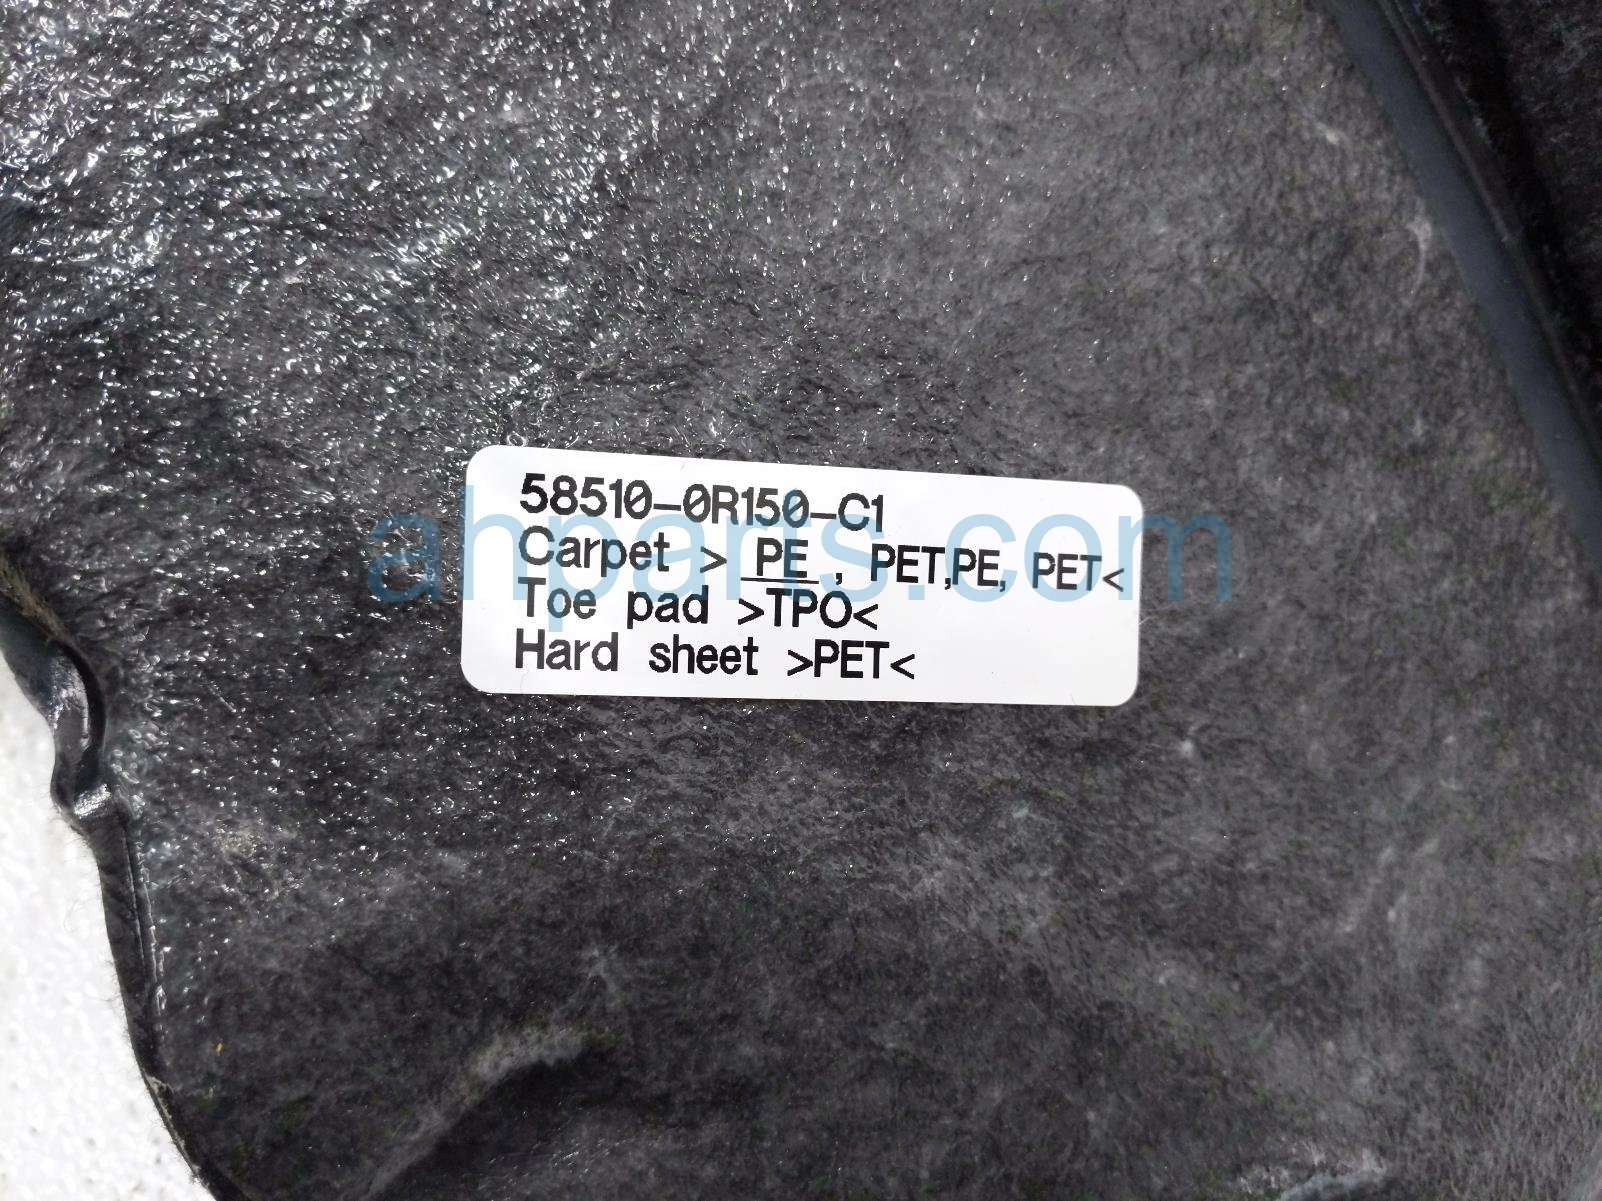 58510-0R150-C1
Carpet > PE , PET,PE, PET<
Toe pad >TPO<
Hard sheet >PET<
ahparts.com